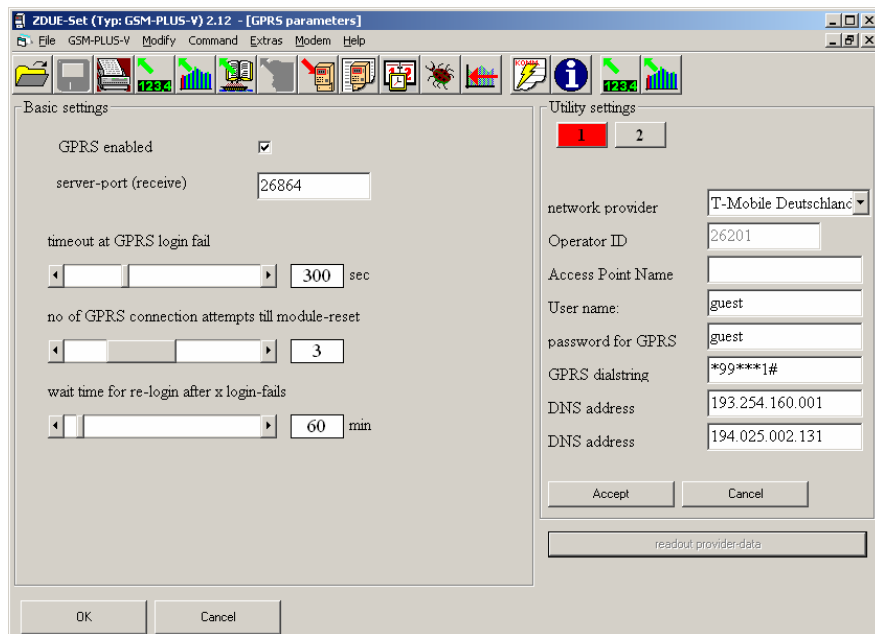 ZDUE-Set (Typ: GSM-PLUS-V) 2.12 - [GPRS parameters]
File GSM-PLUS-V Modify Command Extras Modem Help
1234
KOMM
1234
Basic settings
GPRS enabled
server-port (receive) 26864
timeout at GPRS login fail
300 sec
no of GPRS connection attempts till module-reset
3
wait time for re-login after x login-fails
60 min
OK Cancel
Utility settings
1 2
network provider T-Mobile Deutschland
Operator ID 26201
Access Point Name
User name: guest
password for GPRS guest
GPRS dialstring *99***1#
DNS address 193.254.160.001
DNS address 194.025.002.131
Accept Cancel
readout provider-data